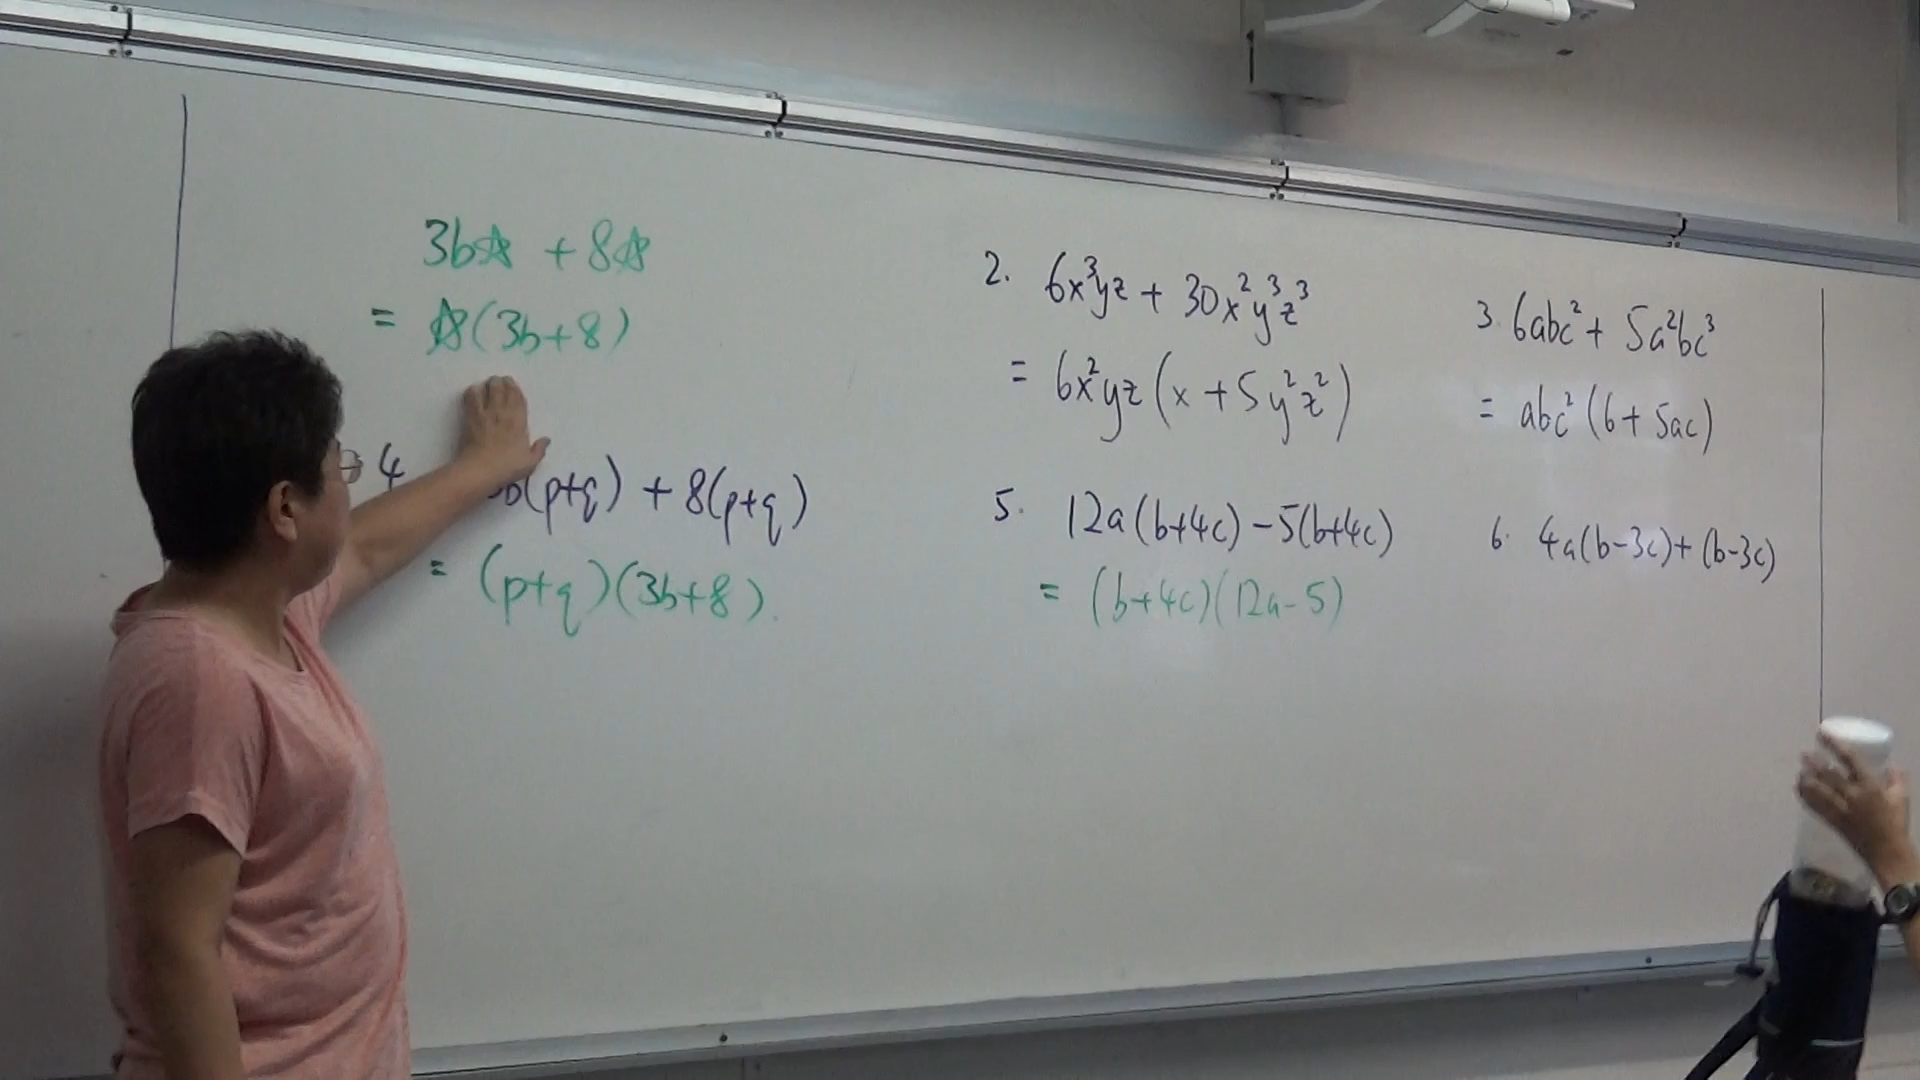 3b☆ + 8☆
= ☆(3b+8)
2. 6x³yz + 30x²y³z³
= 6x²yz(x + 5y²z²)
3. 6abc² + 5a²bc³
= abc²(6 + 5ac)
4 3b(p+q) + 8(p+q)
= (p+q)(3b+8).
5. 12a(b+4c) - 5(b+4c)
= (b+4c)(12a-5)
6. 4a(b-3c)+(b-3c)